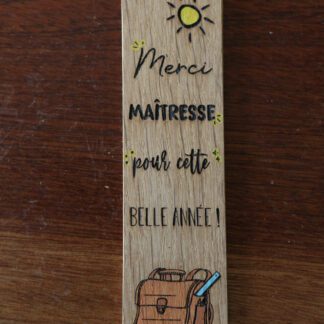 Merci
MAÎTRESSE
pour cette
BELLE ANNÉE !